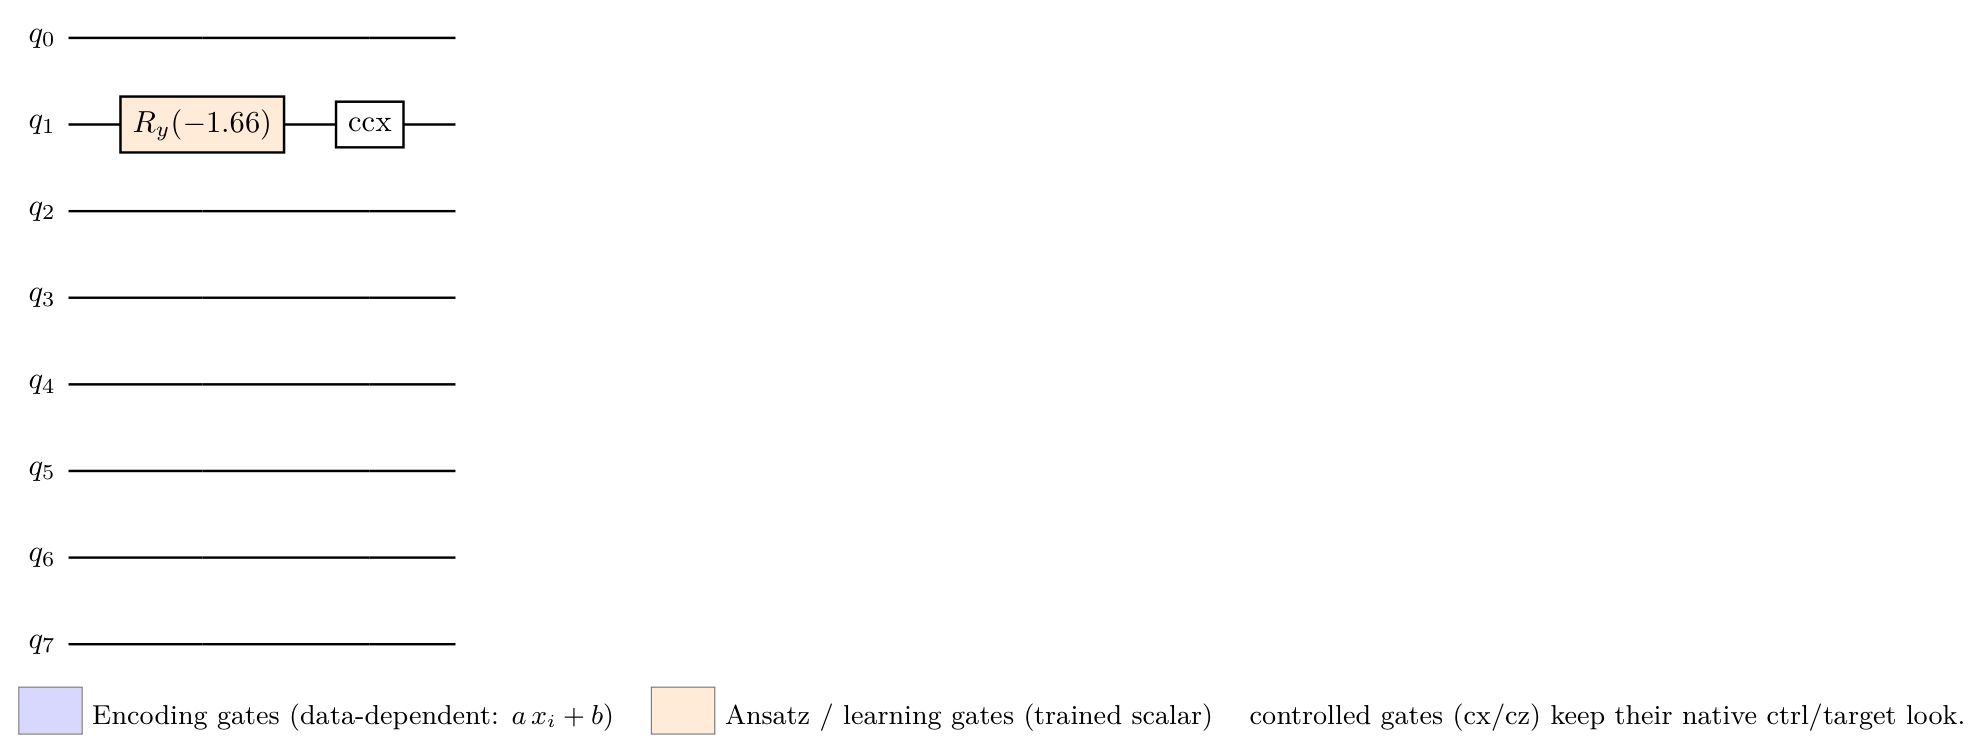 q0
q1 Ry(−1.66) ccx
q2
q3
q4
q5
q6
q7
Encoding gates (data-dependent: a xi + b) Ansatz / learning gates (trained scalar) controlled gates (cx/cz) keep their native ctrl/target look.